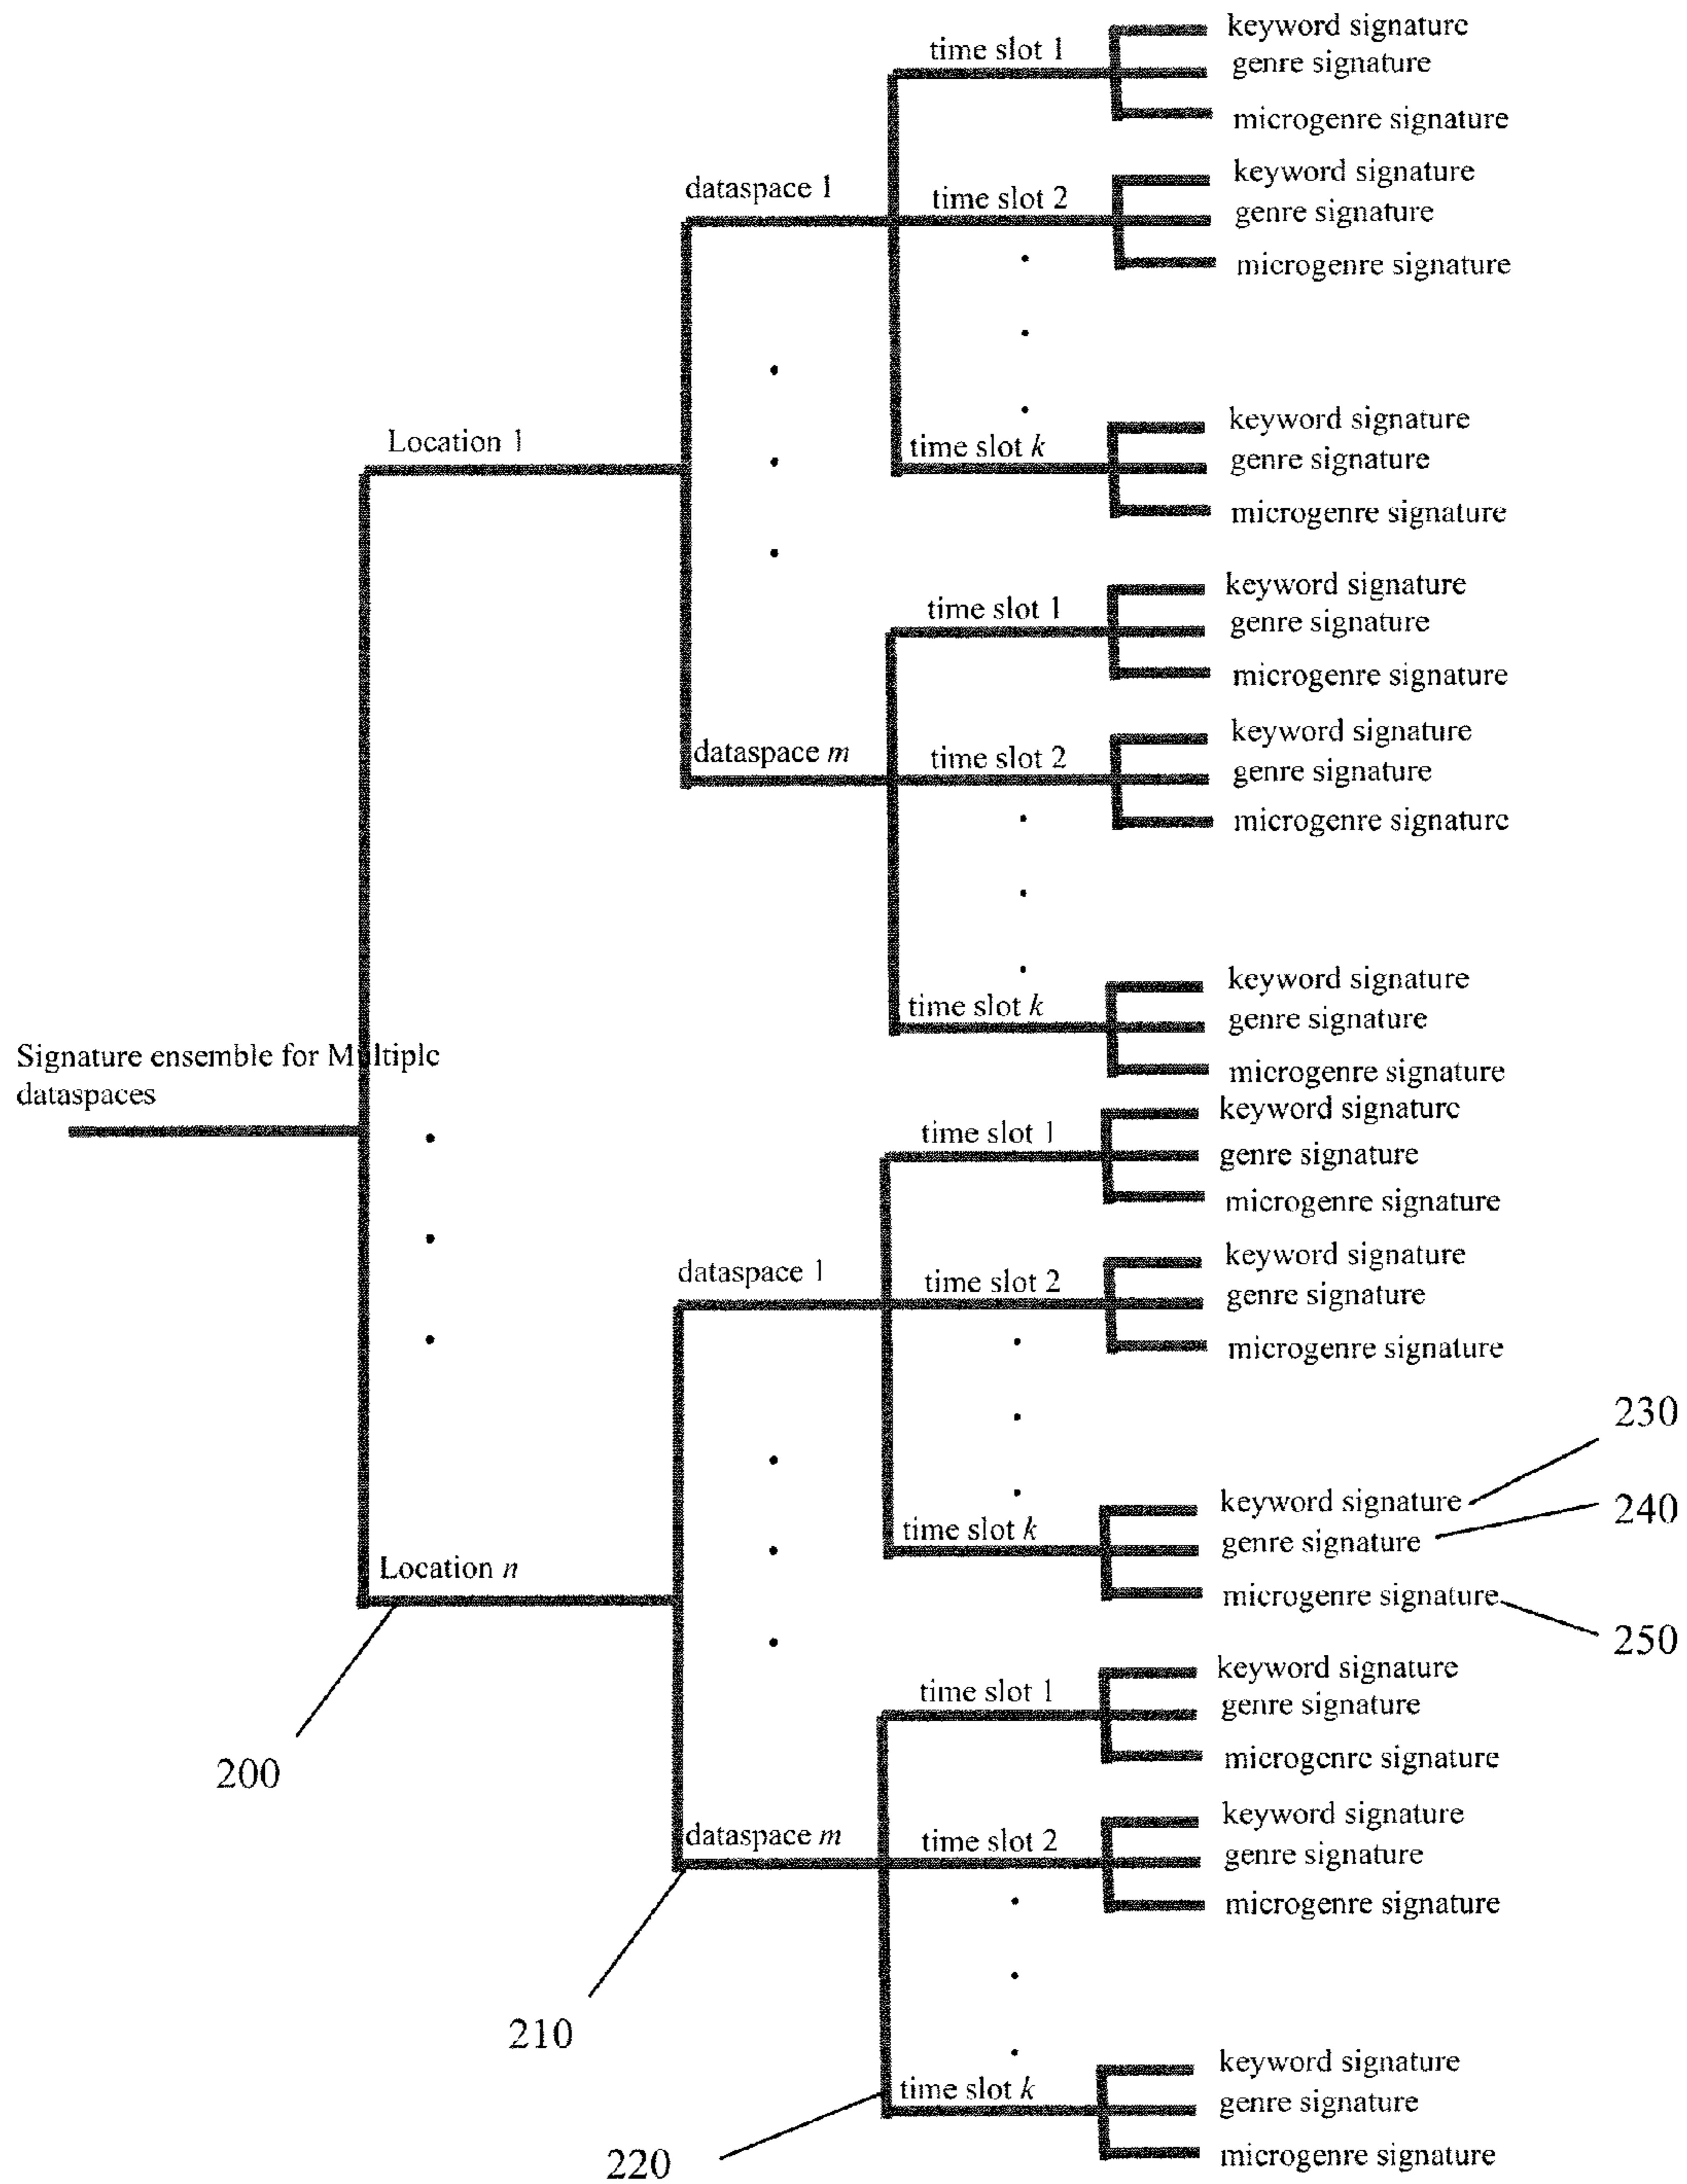 keyword signature
time slot 1
genre signature
microgenre signature
keyword signature
dataspace 1
time slot 2
genre signature
microgenre signature
keyword signature
Location 1
time slot k
genre signature
microgenre signature
keyword signature
time slot 1
genre signature
microgenre signature
keyword signature
dataspace m
time slot 2
genre signature
microgenre signature
keyword signature
time slot k
genre signature
Signature ensemble for Multiple
dataspaces
microgenre signature
keyword signature
time slot 1
genre signature
microgenre signature
keyword signature
dataspace 1
time slot 2
genre signature
microgenre signature
230
keyword signature
240
time slot k
genre signature
Location n
microgenre signature
250
keyword signature
time slot 1
genre signature
microgenre signature
200
keyword signature
dataspace m
time slot 2
genre signature
microgenre signature
210
keyword signature
time slot k
genre signature
microgenre signature
220